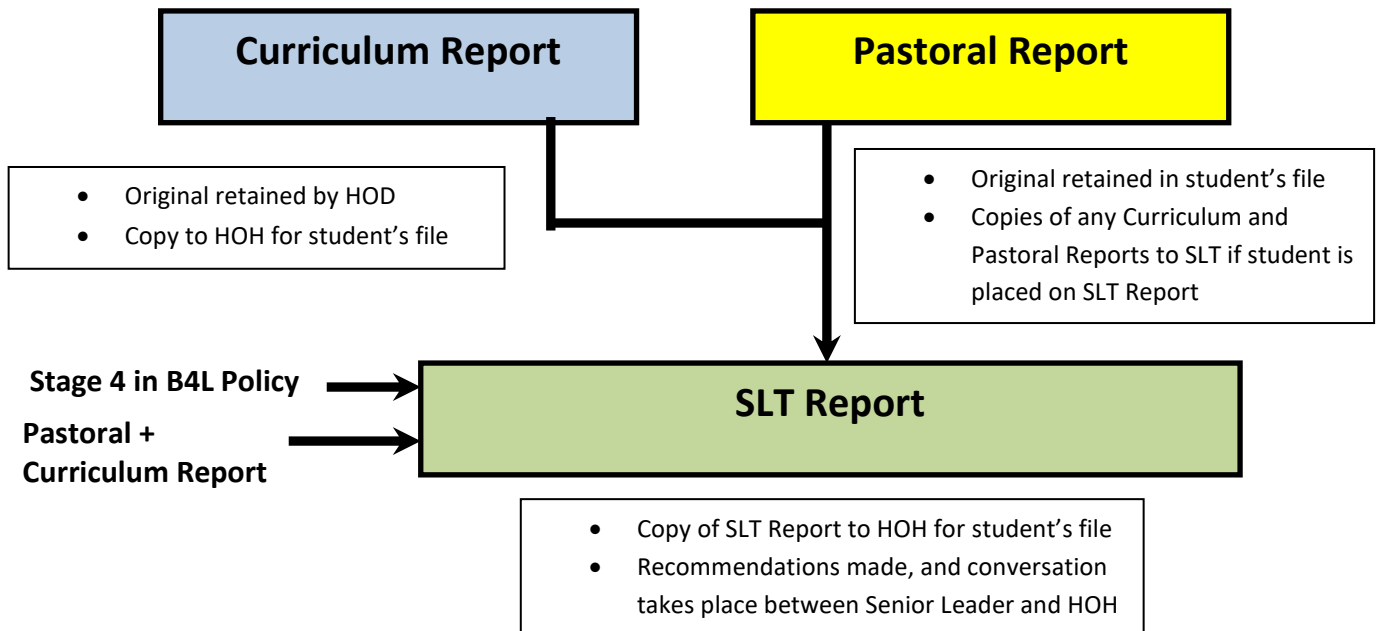 Curriculum Report
Pastoral Report
• Original retained by HOD
• Copy to HOH for student’s file
• Original retained in student’s file
• Copies of any Curriculum and
Pastoral Reports to SLT if student is
placed on SLT Report
Stage 4 in B4L Policy
Pastoral +
Curriculum Report
SLT Report
• Copy of SLT Report to HOH for student’s file
• Recommendations made, and conversation
takes place between Senior Leader and HOH